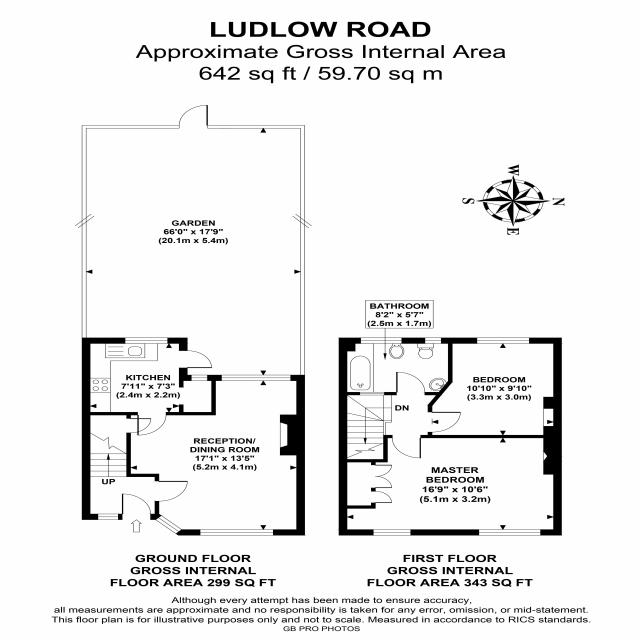 LUDLOW ROAD
Approximate Gross Internal Area
642 sq ft / 59.70 sq m
W
S
N
E
GARDEN
66'0" x 17'9"
(20.1m x 5.4m)
BATHROOM
8'2" x 5'7"
(2.5m x 1.7m)
KITCHEN
7'11" x 7'3"
(2.4m x 2.2m)
BEDROOM
10'10" x 9'10"
(3.3m x 3.0m)
DN
RECEPTION/
DINING ROOM
17'1" x 13'5"
(5.2m x 4.1m)
MASTER
BEDROOM
16'9" x 10'6"
(5.1m x 3.2m)
UP
GROUND FLOOR
GROSS INTERNAL
FLOOR AREA 299 SQ FT
FIRST FLOOR
GROSS INTERNAL
FLOOR AREA 343 SQ FT
Although every attempt has been made to ensure accuracy,
all measurements are approximate and no responsibility is taken for any error, omission, or mid-statement.
This floor plan is for illustrative purposes only and not to scale. Measured in accordance to RICS standards.
GB PRO PHOTOS